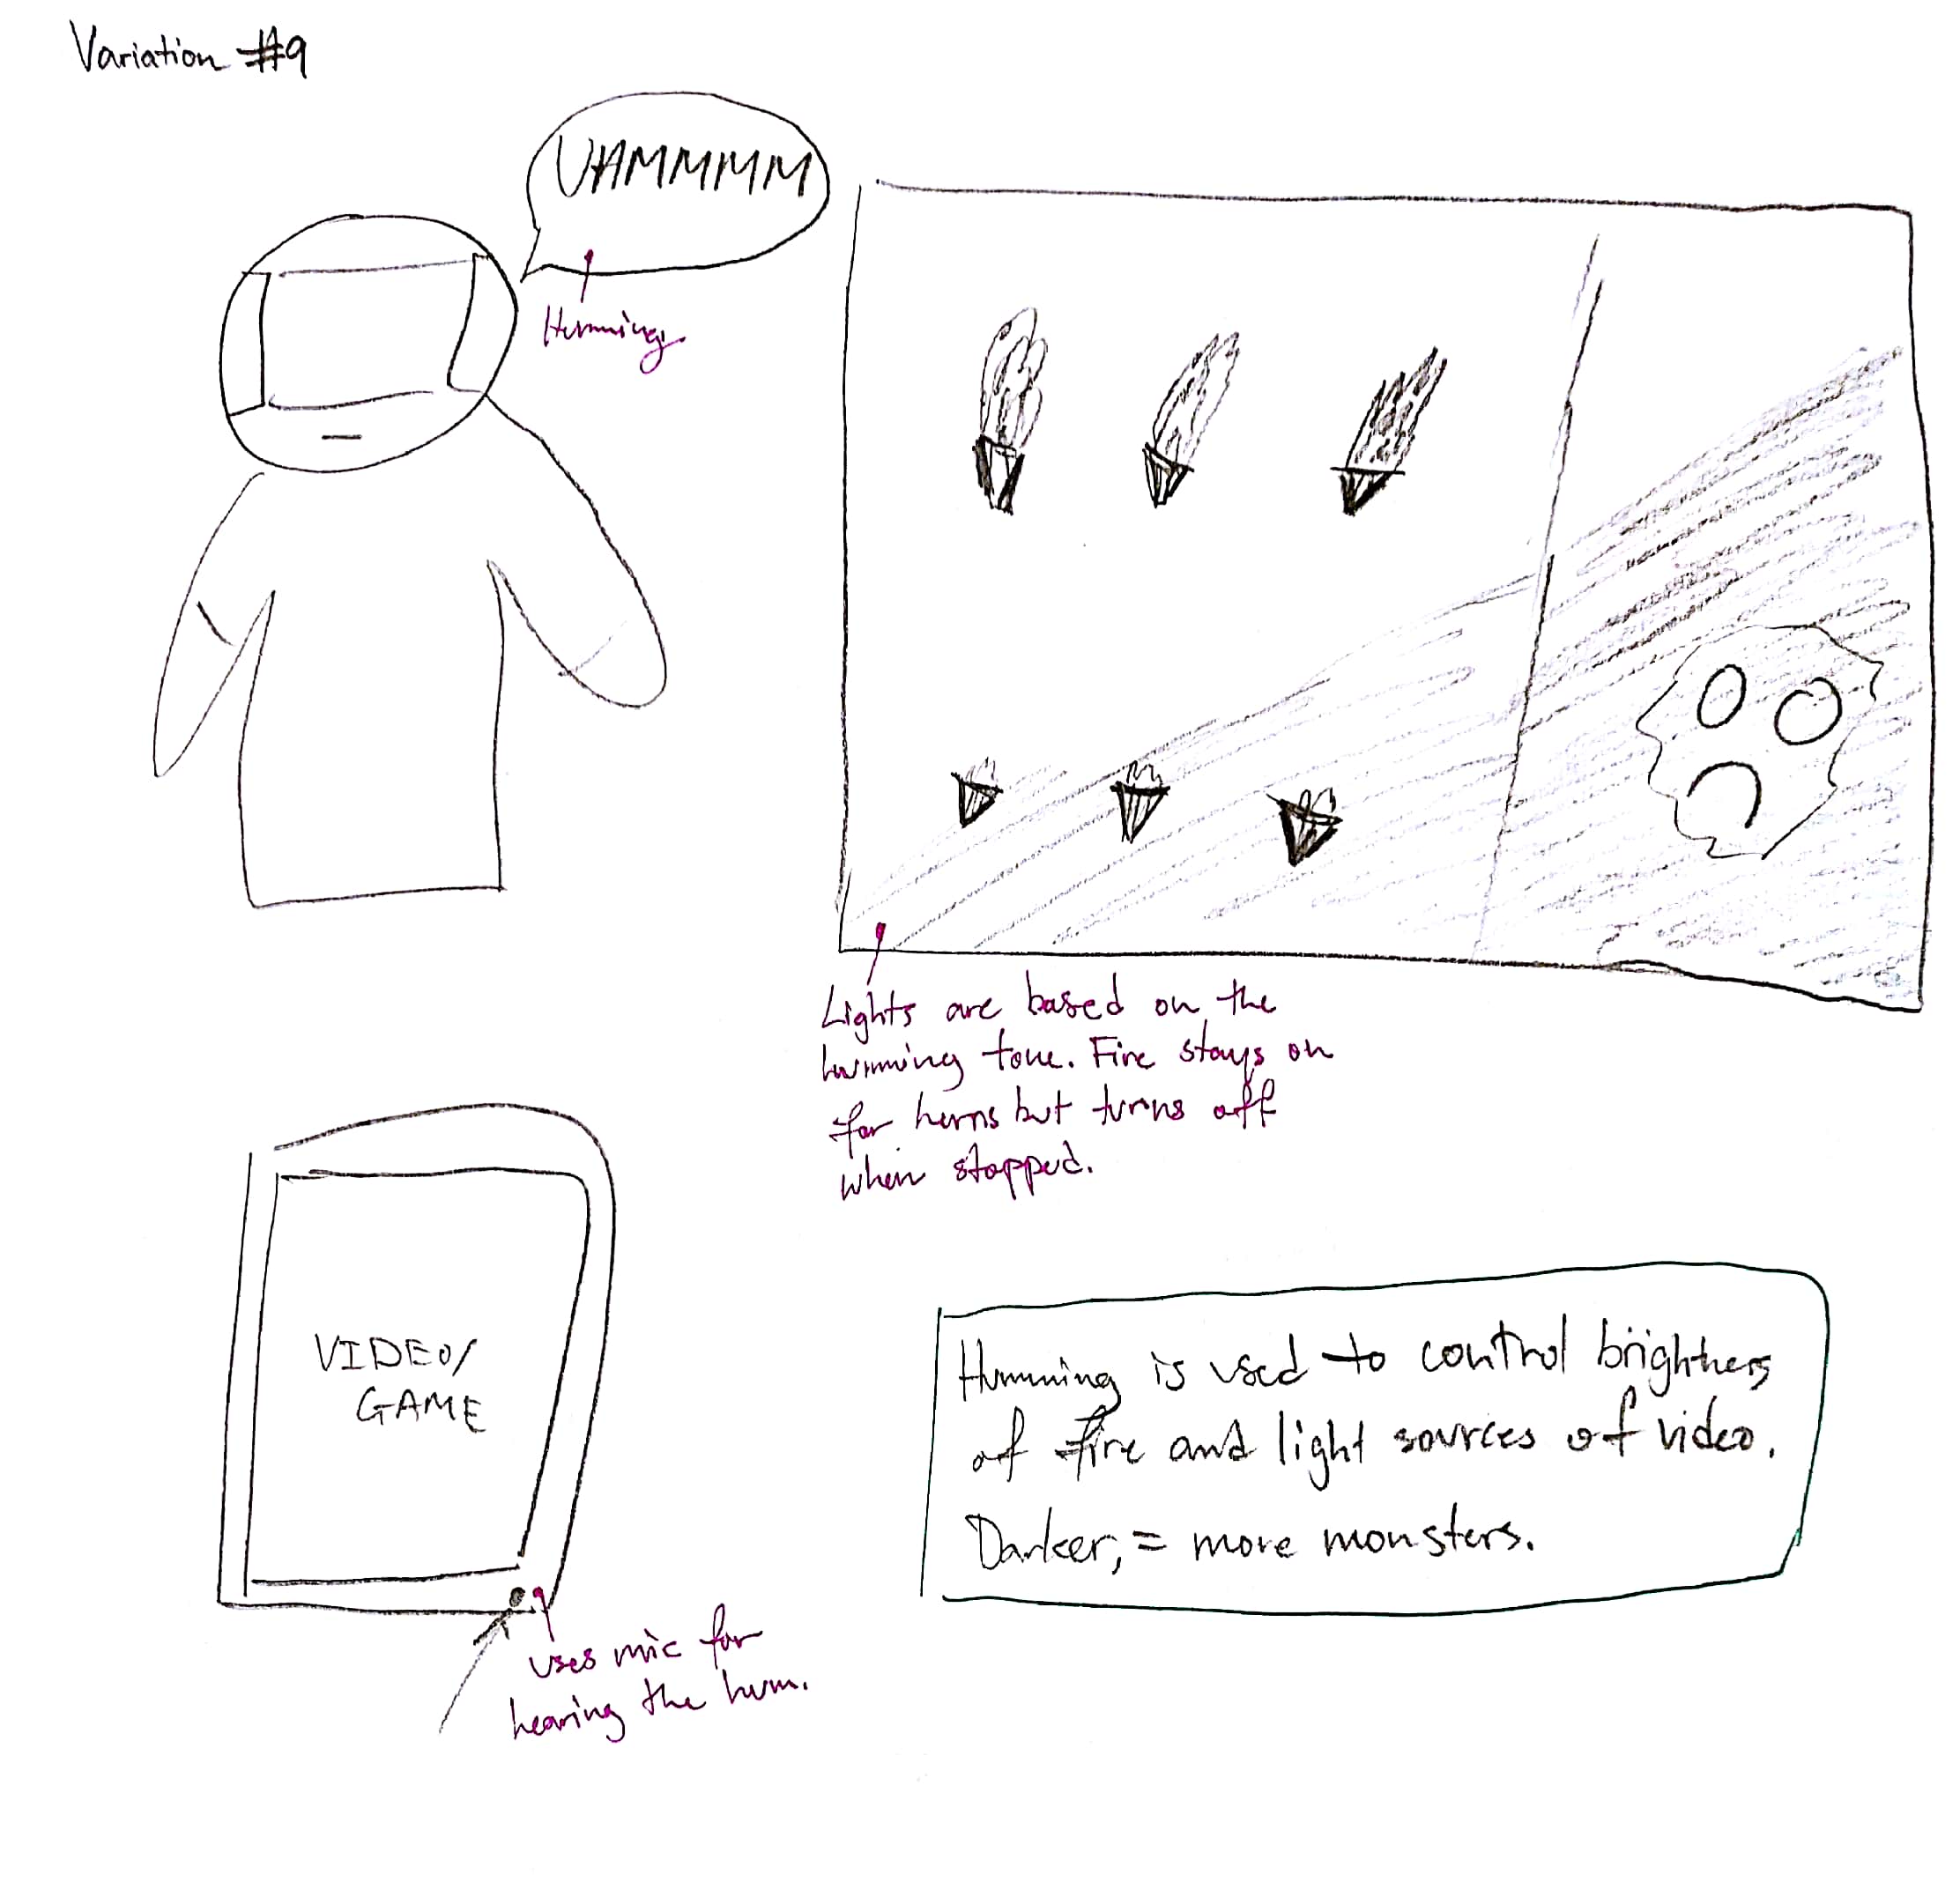 Variation #9
UHMMMMM
Humming
Lights are based on the
humming tone. Fire stays on
for hums but turns off
when stopped.
VIDEO/
GAME
uses mic for
hearing the hum.
Humming is used to control brightness
of fire and light sources of video.
Darker, = more monsters.